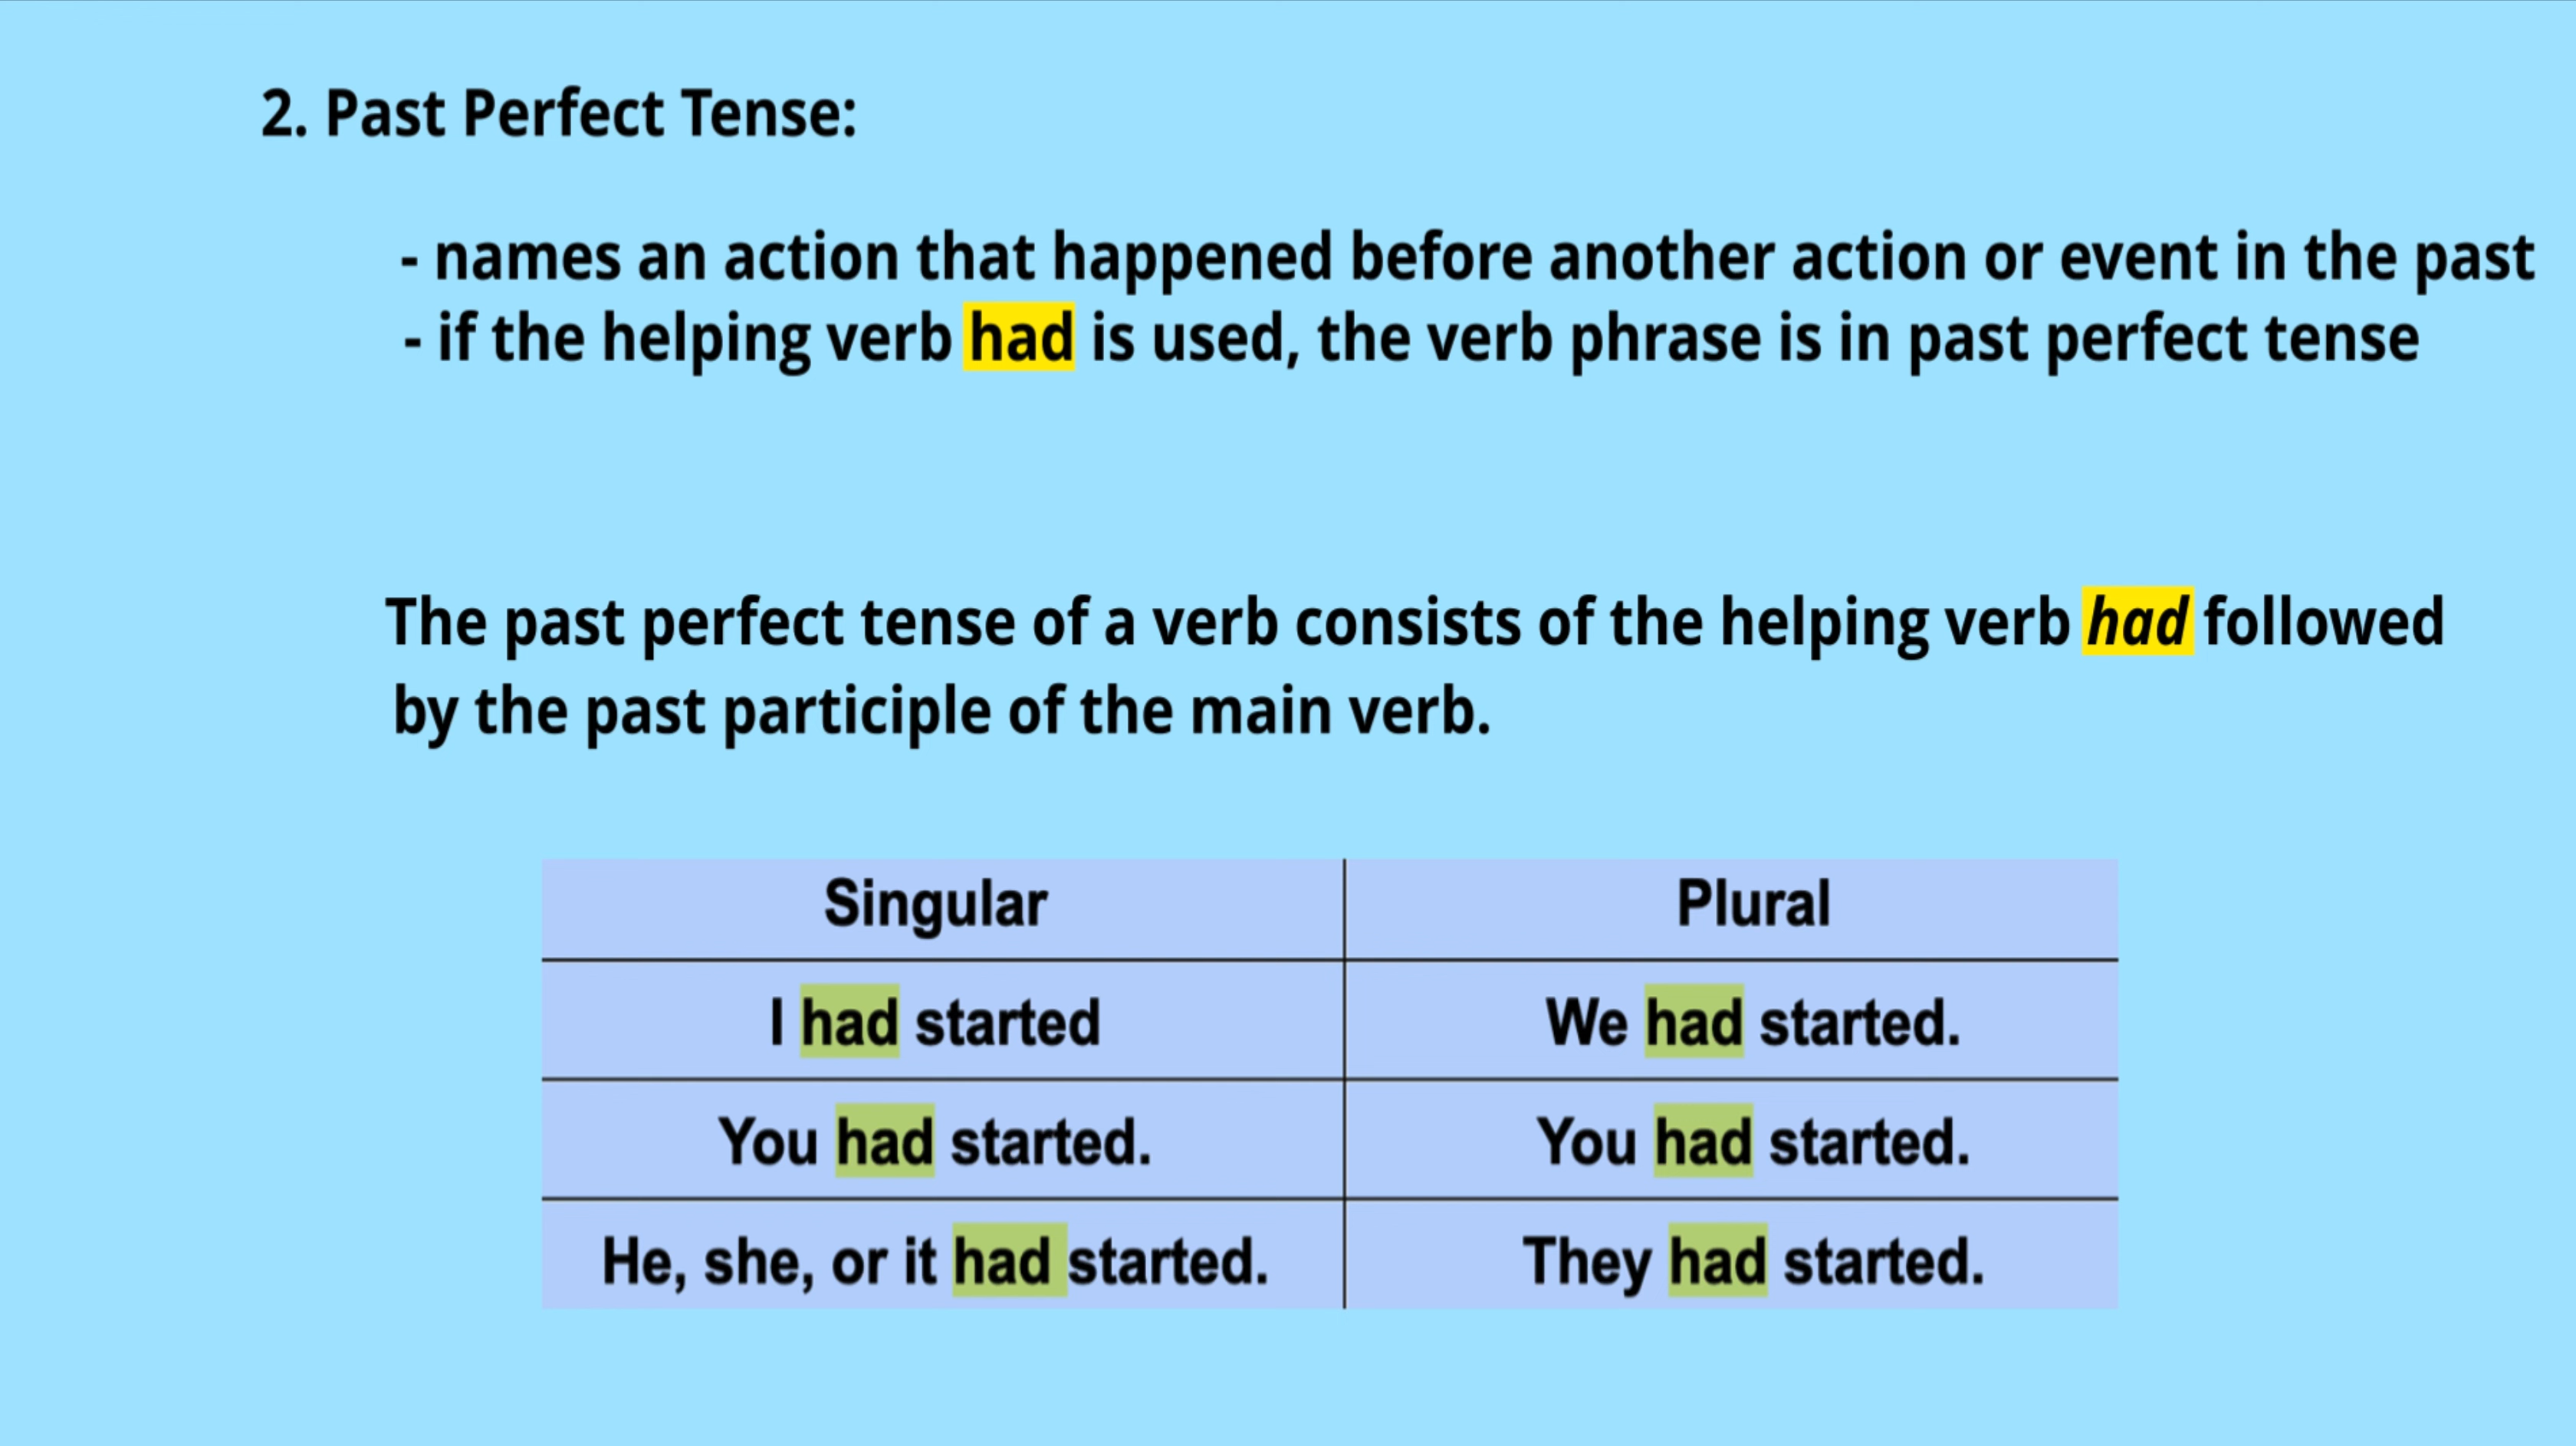 2. Past Perfect Tense:
- names an action that happened before another action or event in the past
- if the helping verb had is used, the verb phrase is in past perfect tense
The past perfect tense of a verb consists of the helping verb had followed
by the past participle of the main verb.
Singular Plural
I had started We had started.
You had started. You had started.
He, she, or it had started. They had started.